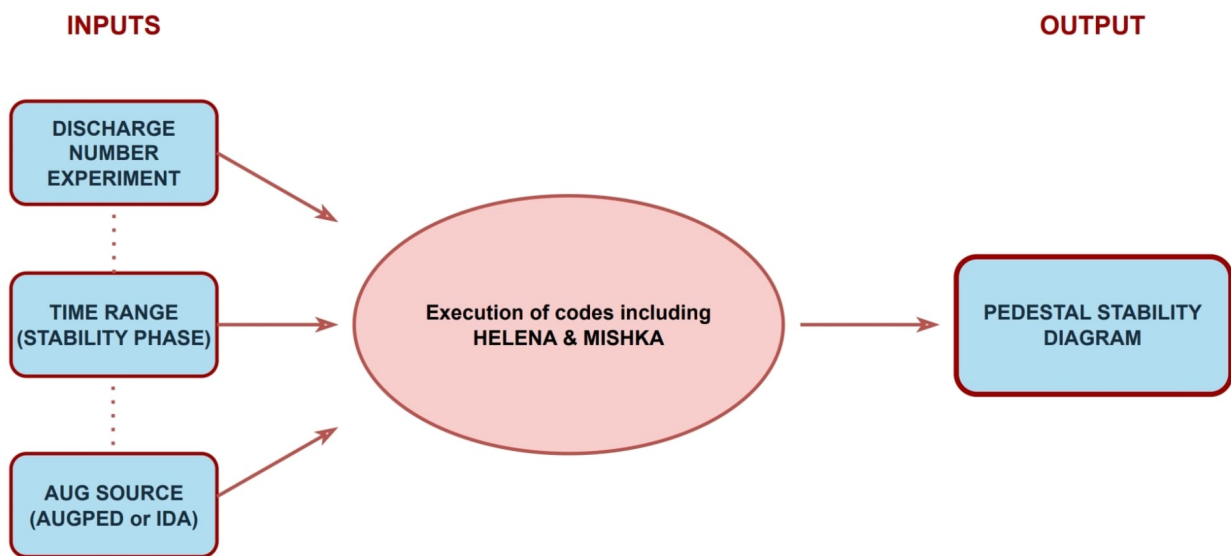 INPUTS
OUTPUT
DISCHARGE
NUMBER
EXPERIMENT
TIME RANGE
(STABILITY PHASE)
AUG SOURCE
(AUGPED or IDA)
Execution of codes including
HELENA & MISHKA
PEDESTAL STABILITY
DIAGRAM